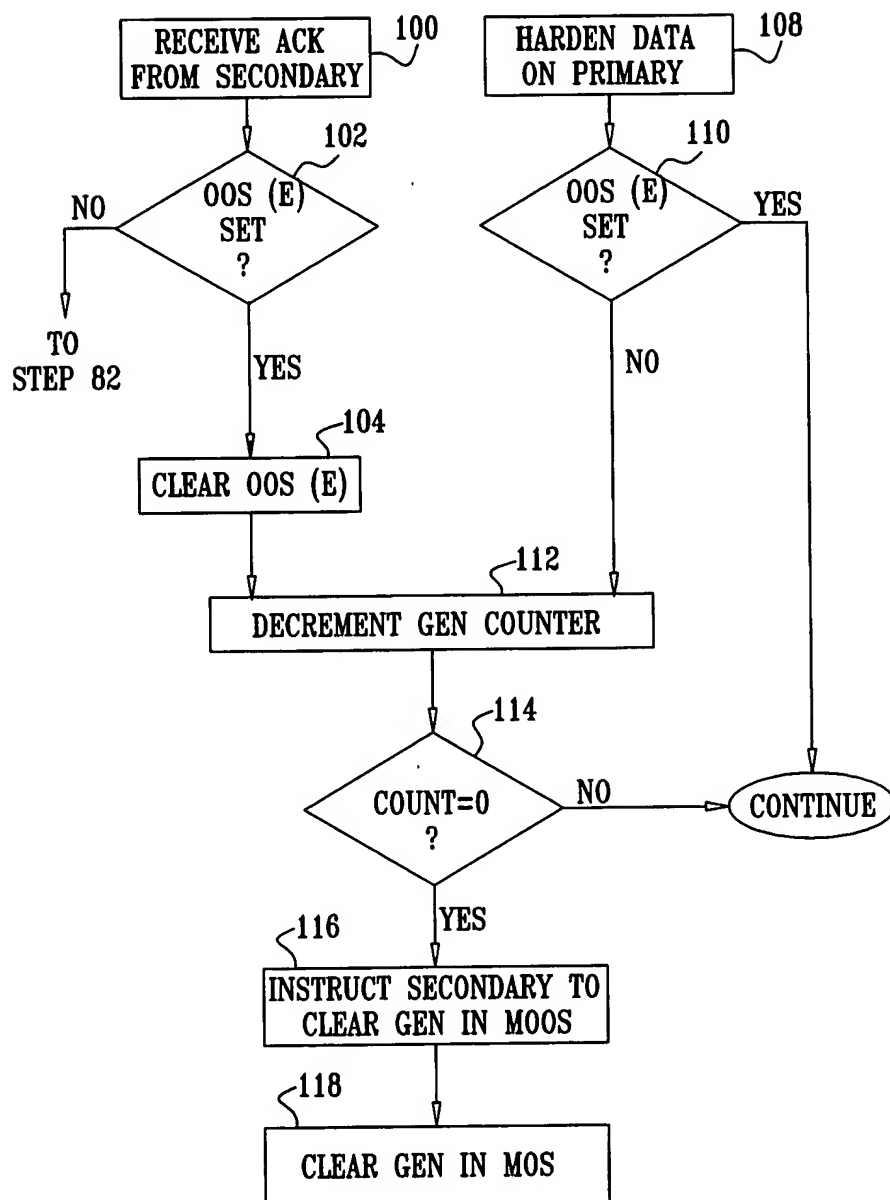 RECEIVE ACK
FROM SECONDARY
100
HARDEN DATA
ON PRIMARY
108
102
OOS (E)
SET
?
NO
TO
STEP 82
YES
110
OOS (E)
SET
?
YES
NO
104
CLEAR OOS (E)
112
DECREMENT GEN COUNTER
114
COUNT=0
?
NO
CONTINUE
YES
116
INSTRUCT SECONDARY TO
CLEAR GEN IN MOOS
118
CLEAR GEN IN MOS